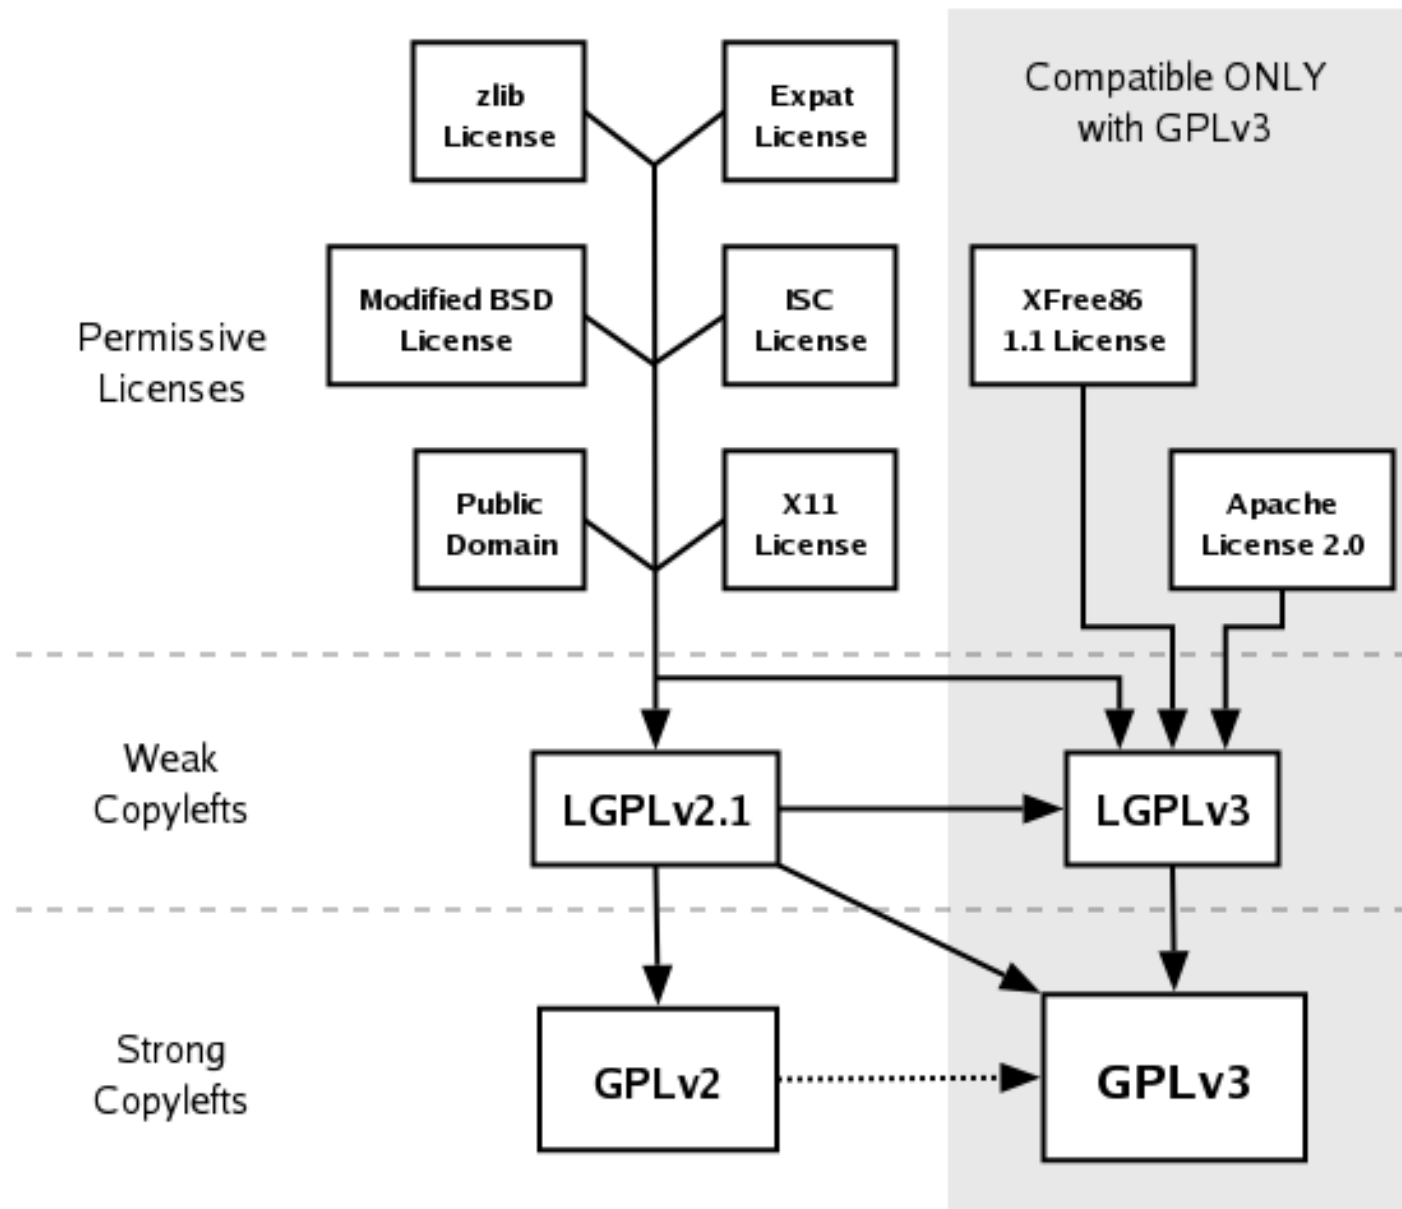 zlib
License
Expat
License
Compatible ONLY
with GPLv3
Permissive
Licenses
Modified BSD
License
ISC
License
XFree86
1.1 License
Public
Domain
X11
License
Apache
License 2.0
Weak
Copylefts
LGPLv2.1
LGPLv3
Strong
Copylefts
GPLv2
GPLv3